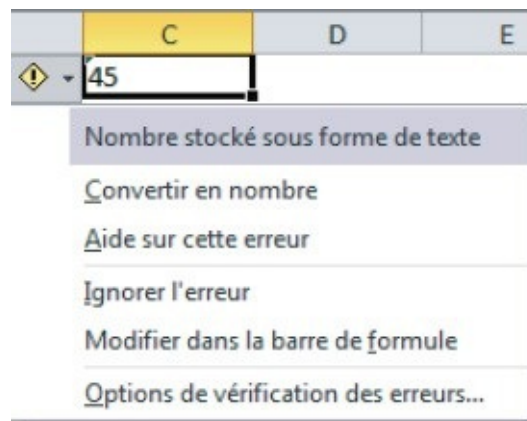 C D E
45
Nombre stocké sous forme de texte
Convertir en nombre
Aide sur cette erreur
Ignorer l'erreur
Modifier dans la barre de formule
Options de vérification des erreurs...